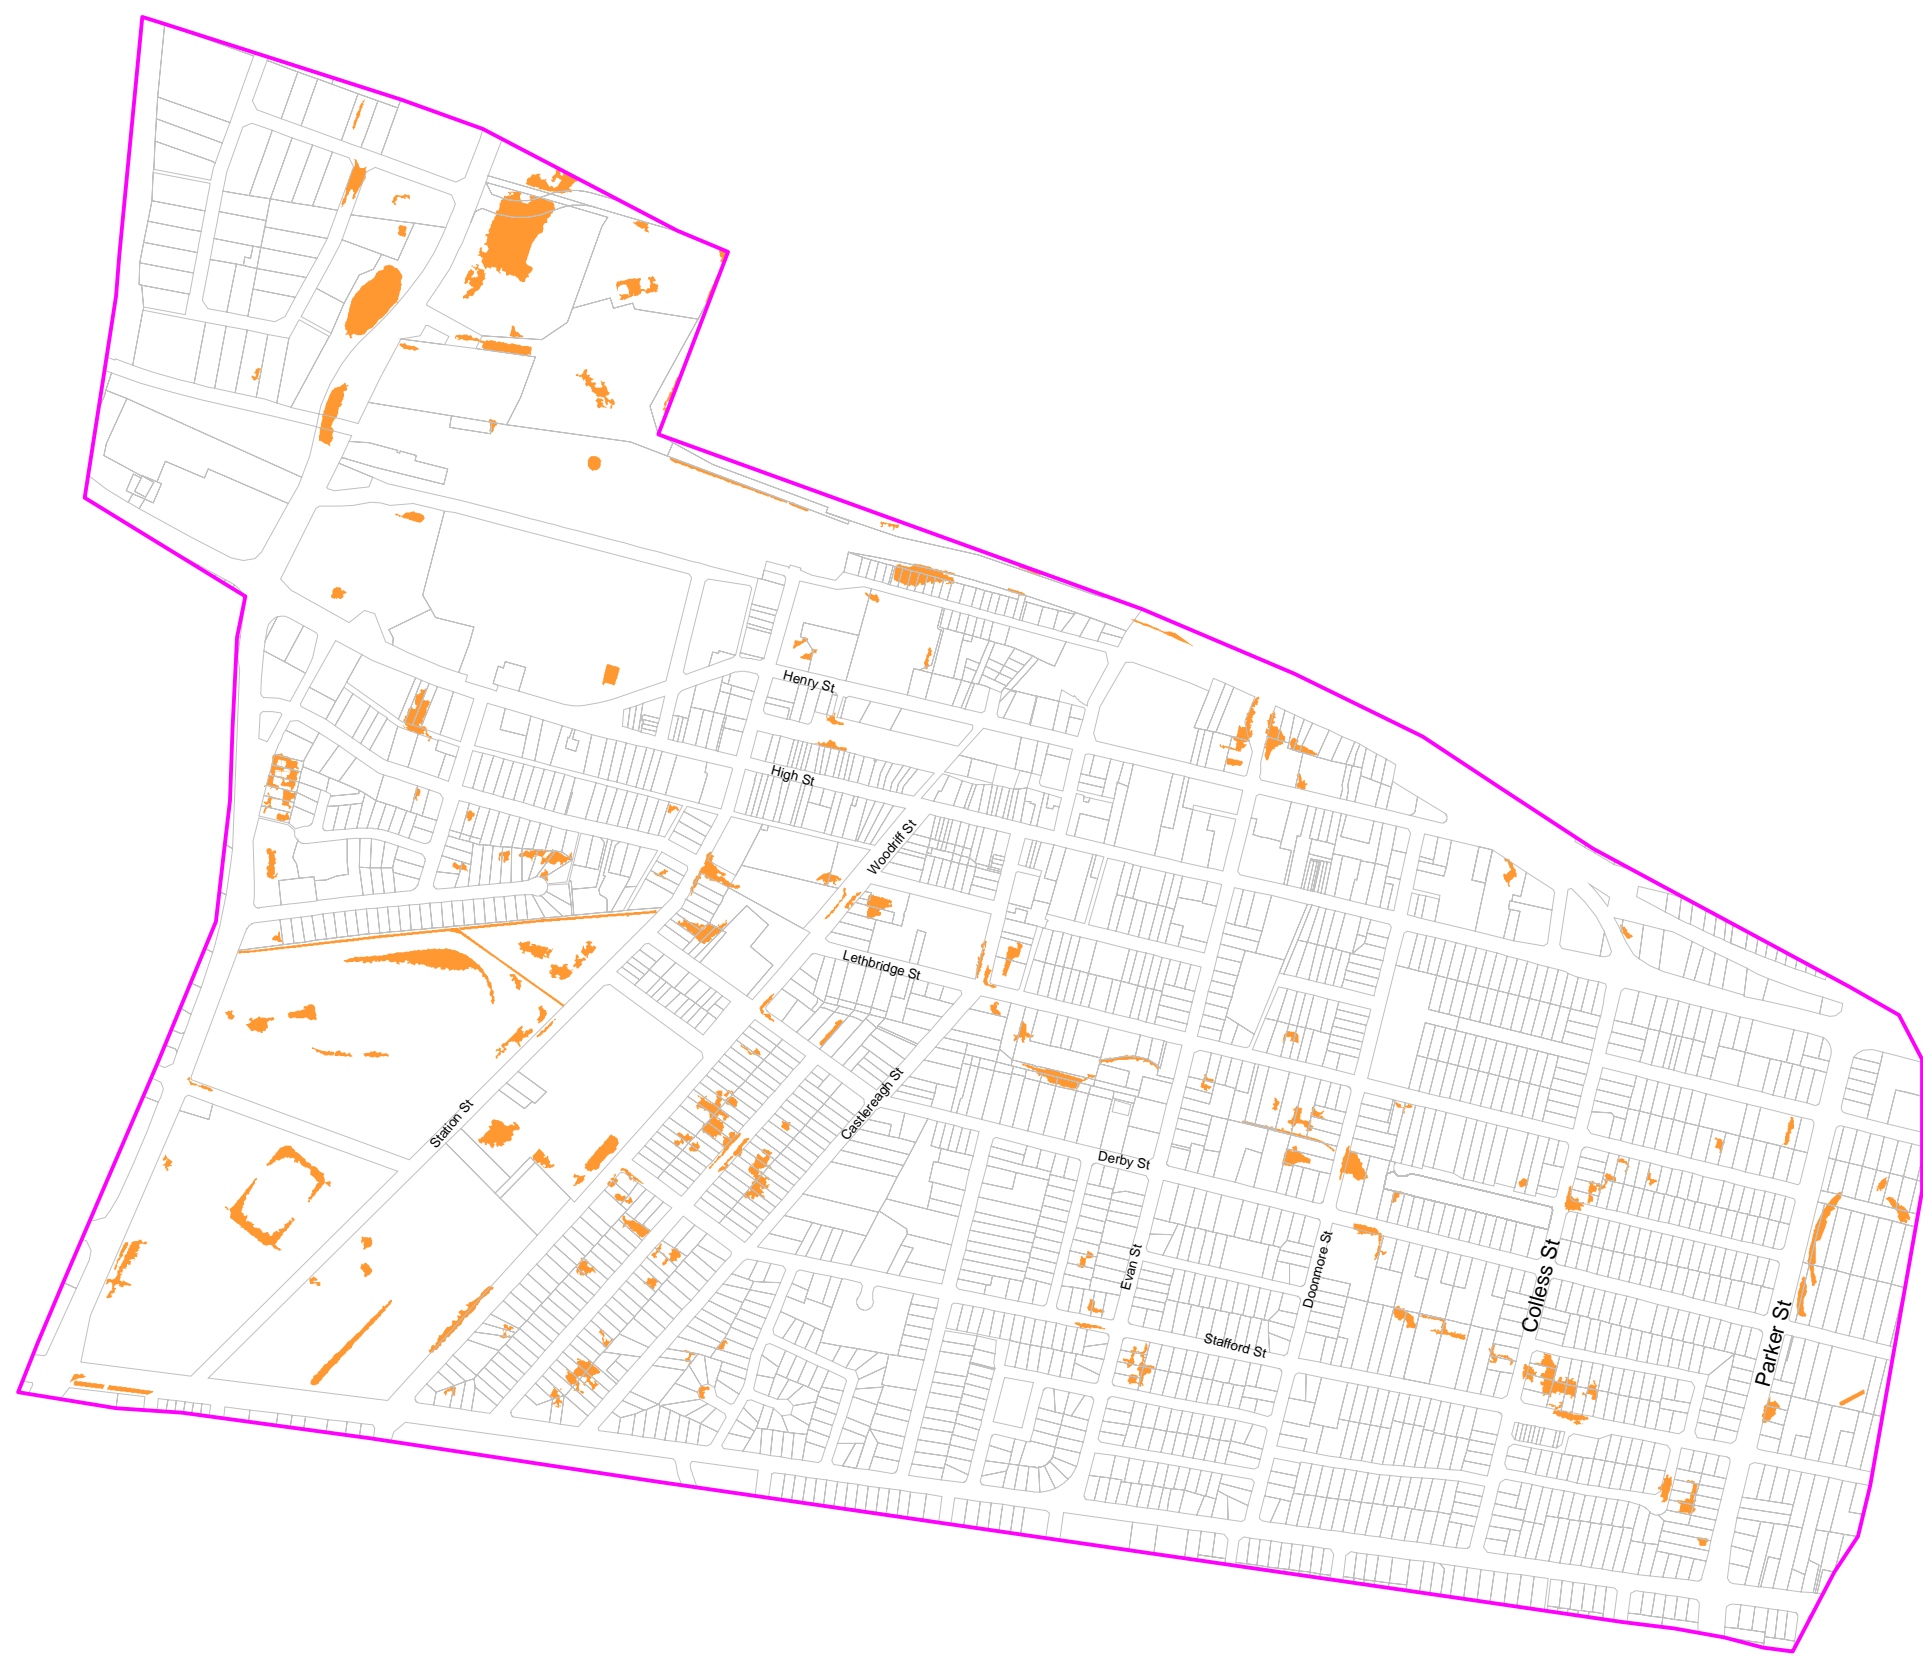 Henry St
High St
Woodriff St
Lethbridge St
Castlereagh St
Station St
Derby St
Evan St
Doonmore St
Colless St
Stafford St
Parker St